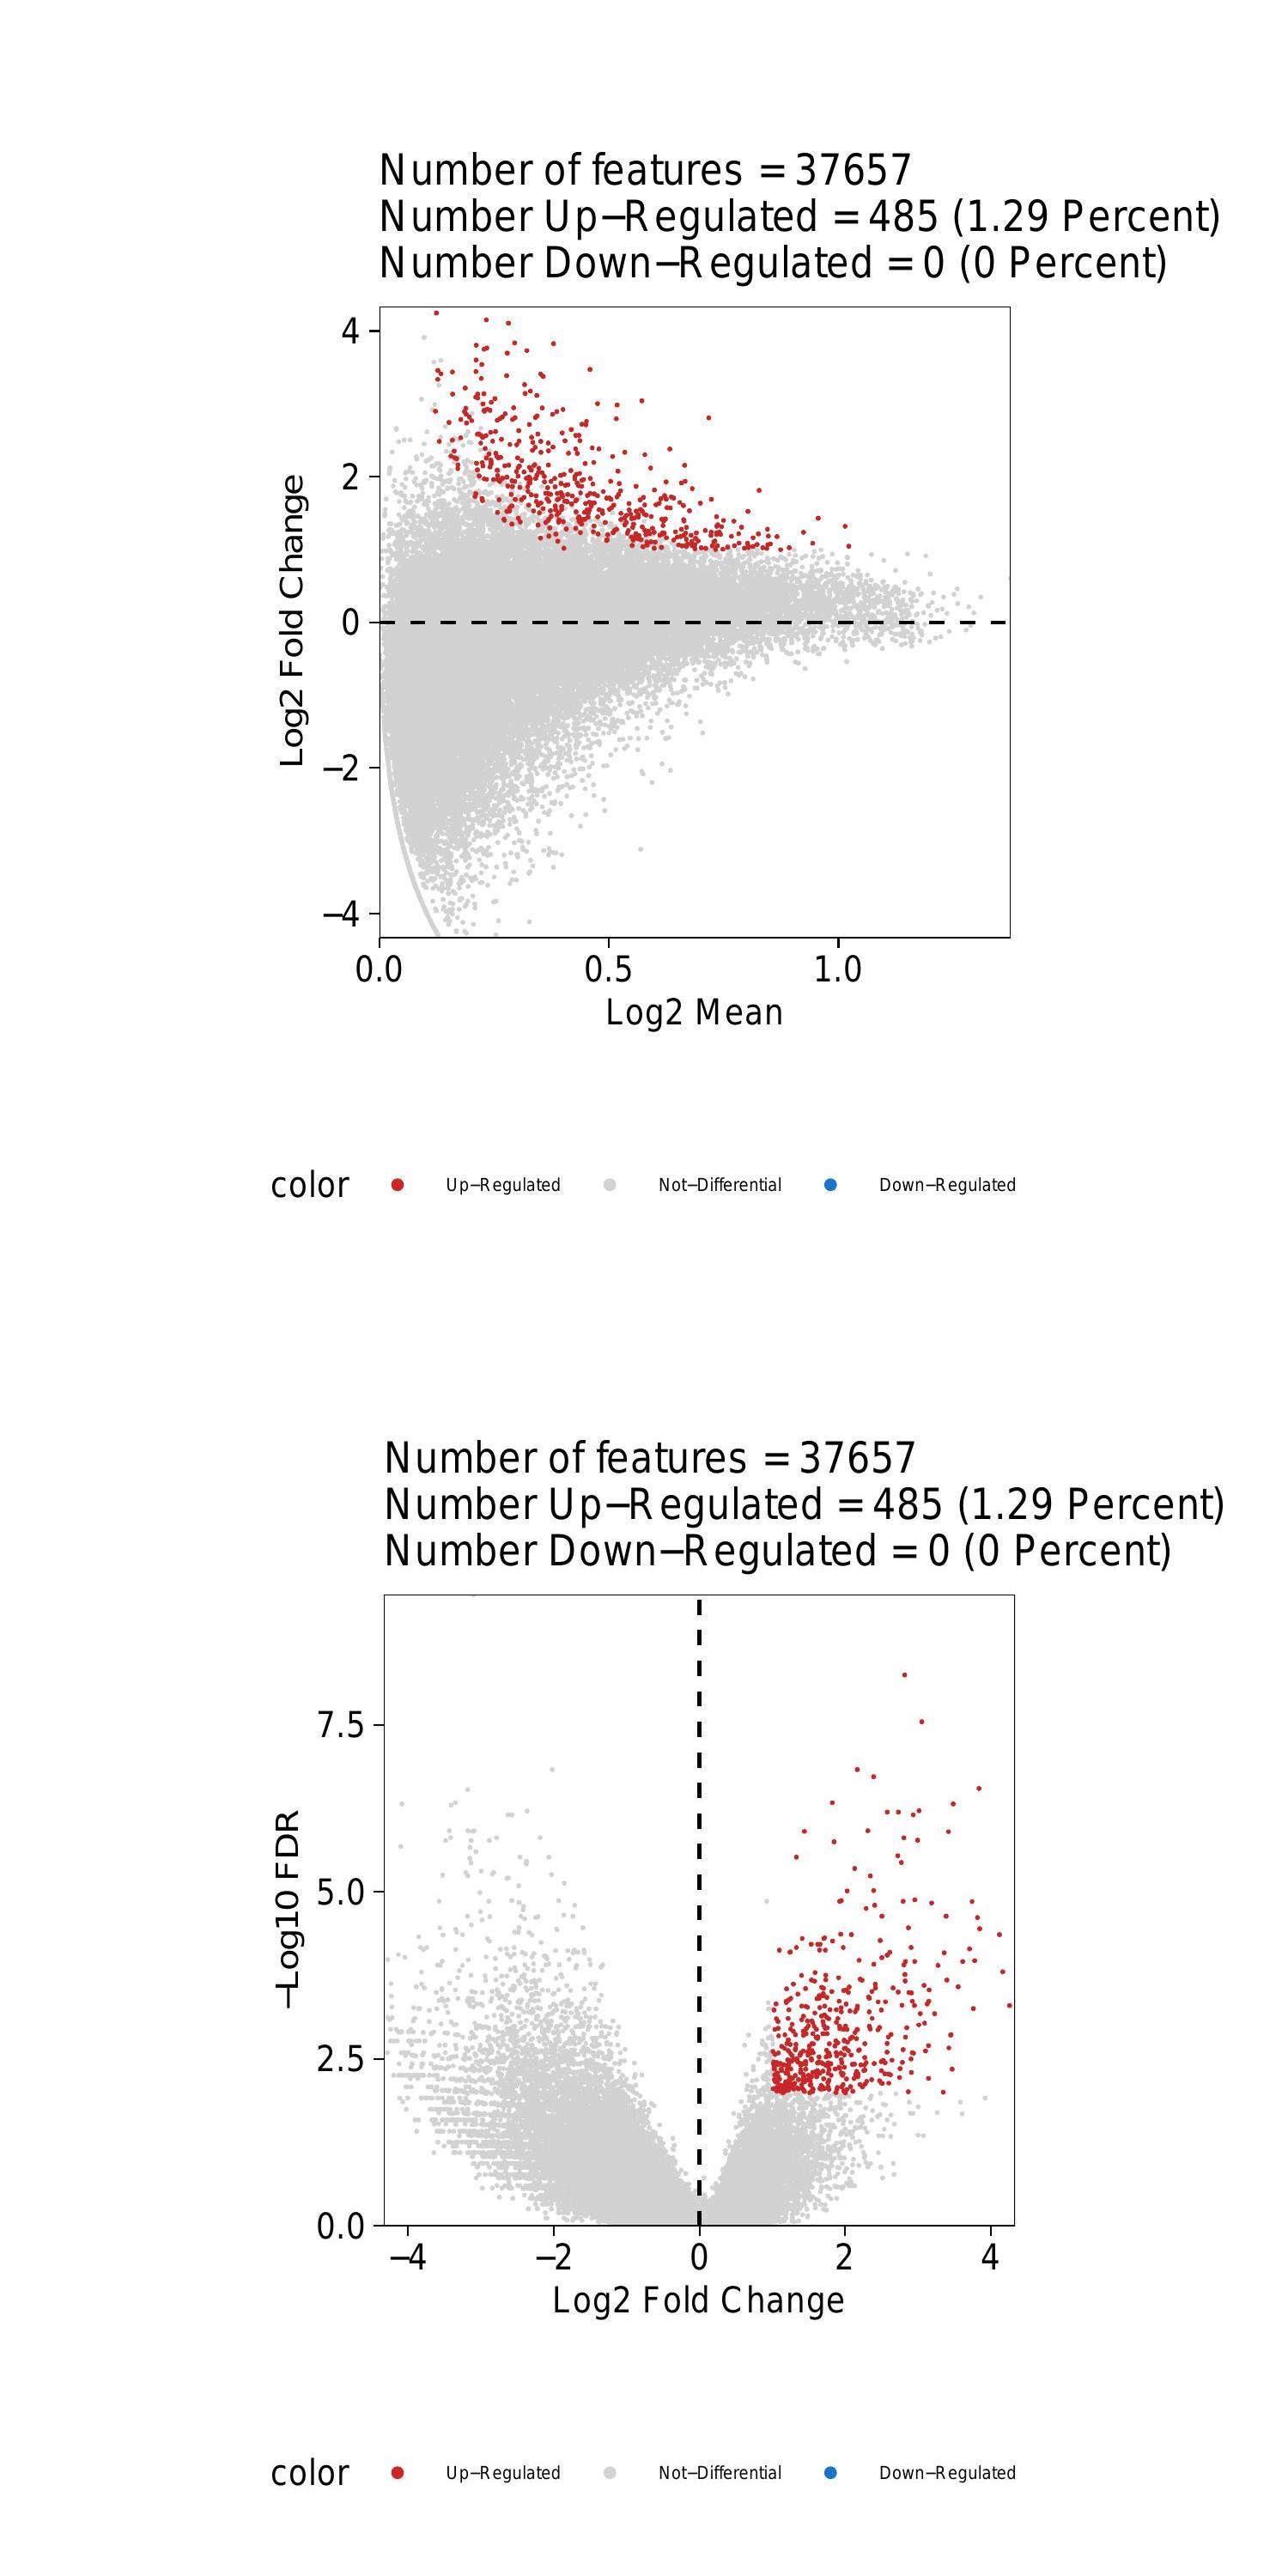 Number of features = 37657
Number Up−Regulated = 485 (1.29 Percent)
Number Down−Regulated = 0 (0 Percent)
4
2
0
−2
−4
Log2 Fold Change
0.0 0.5 1.0
Log2 Mean
color Up−Regulated Not−Differential Down−Regulated
Number of features = 37657
Number Up−Regulated = 485 (1.29 Percent)
Number Down−Regulated = 0 (0 Percent)
7.5
5.0
2.5
0.0
−Log10 FDR
−4 −2 0 2 4
Log2 Fold Change
color Up−Regulated Not−Differential Down−Regulated